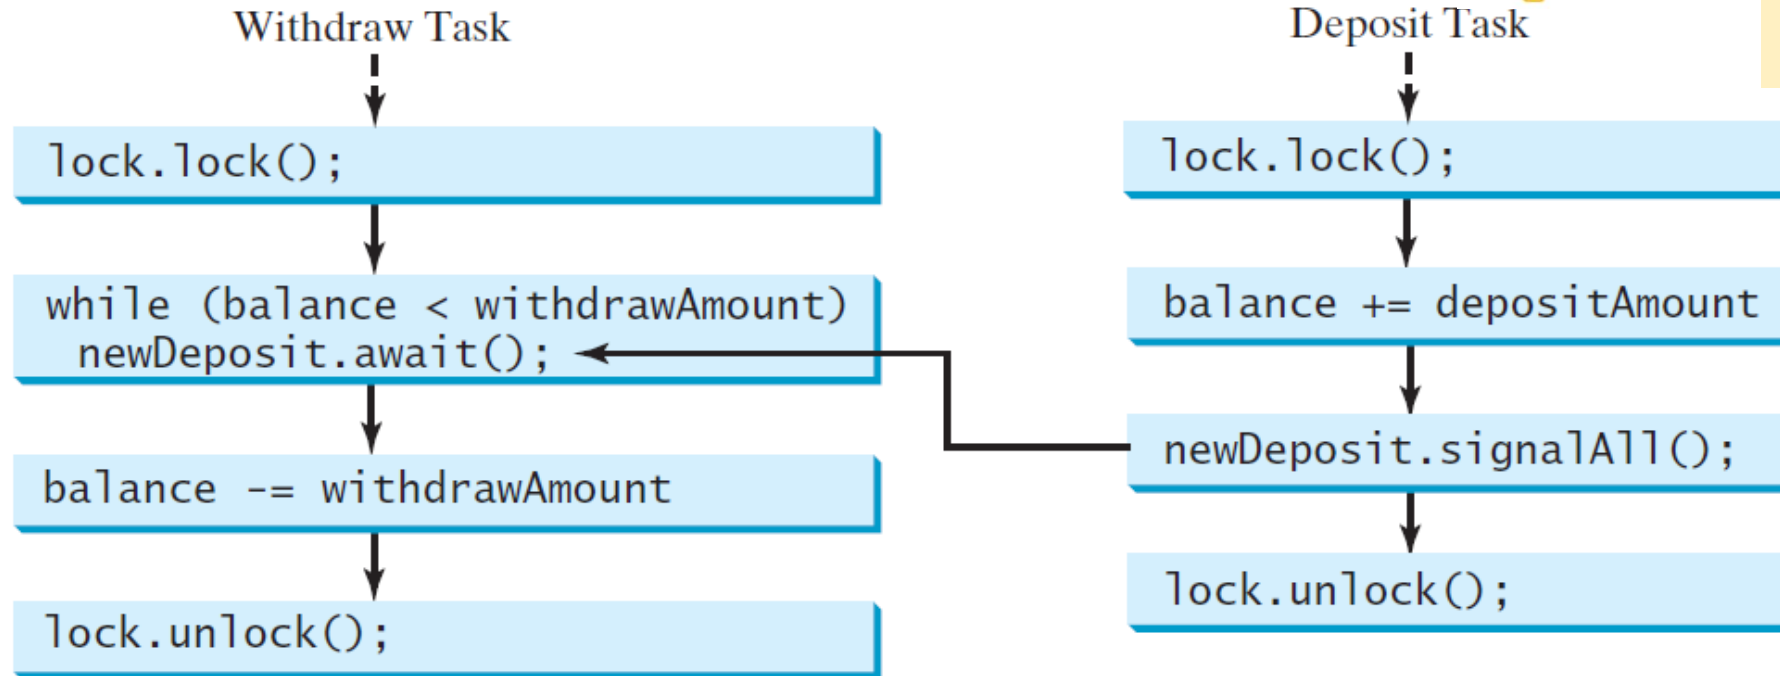 Withdraw Task
lock.lock();
while (balance < withdrawAmount)
newDeposit.await();
balance -= withdrawAmount
lock.unlock();
Deposit Task
lock.lock();
balance += depositAmount
newDeposit.signalAll();
lock.unlock();